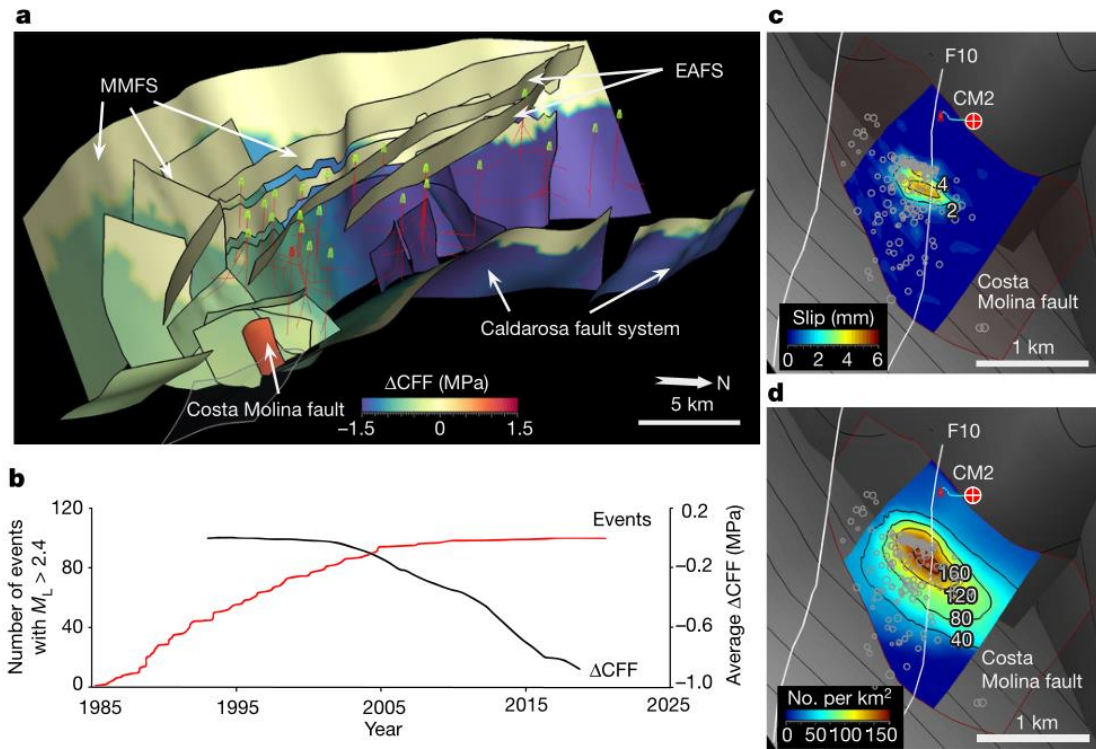 a
MMFS
EAFS
Caldarosa fault system
Costa Molina fault
ΔCFF (MPa)
−1.5 0 1.5
N
5 km
b
Number of events
with M_L > 2.4
120
80
40
0
Events
ΔCFF
0.2
−0.2
−0.6
−1.0
Average ΔCFF (MPa)
1985 1995 2005 2015 2025
Year
c
F10
CM2
4
2
Costa
Molina fault
Slip (mm)
0 2 4 6
1 km
d
F10
CM2
160
120
80
40
Costa
Molina fault
No. per km²
0 50 100 150
1 km